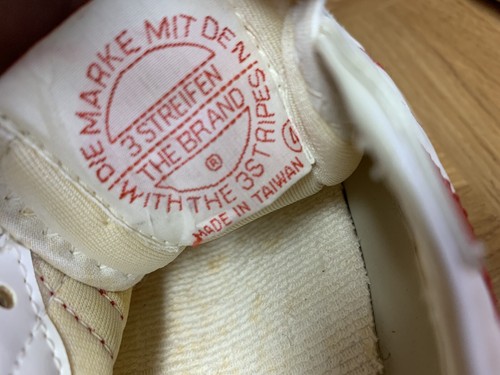 DIE MARKE MIT DEN
3 STREIFEN
THE BRAND
WITH THE 3 STRIPES
®
MADE IN TAIWAN